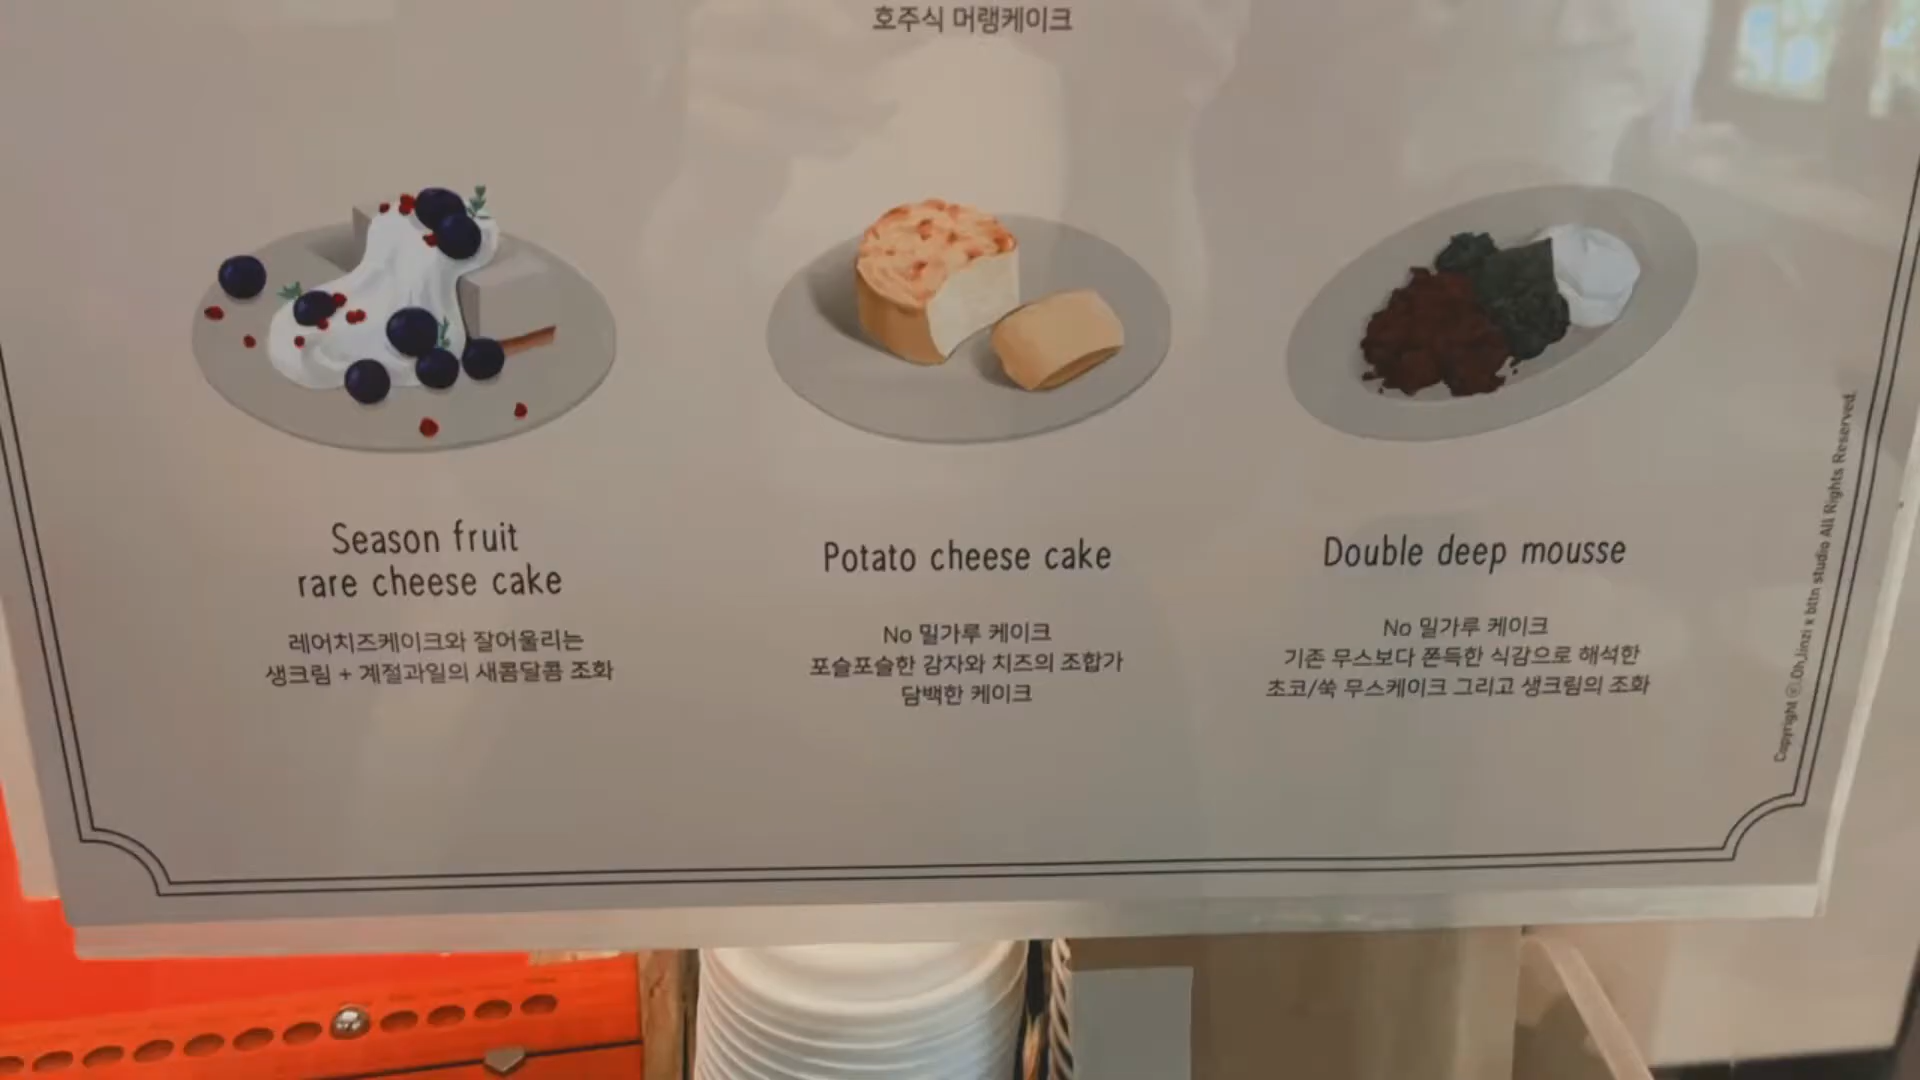 호주식 머랭케이크
Season fruit
rare cheese cake
레어치즈케이크와 잘어울리는
생크림 + 계절과일의 새콤달콤 조화
Potato cheese cake
No 밀가루 케이크
포슬포슬한 감자와 치즈의 조합가
담백한 케이크
Double deep mousse
No 밀가루 케이크
기존 무스보다 쫀득한 식감으로 해석한
초코/쑥 무스케이크 그리고 생크림의 조화
Copyright ⓒ.Oh.linzi x bttn studio All Rights Reserved.